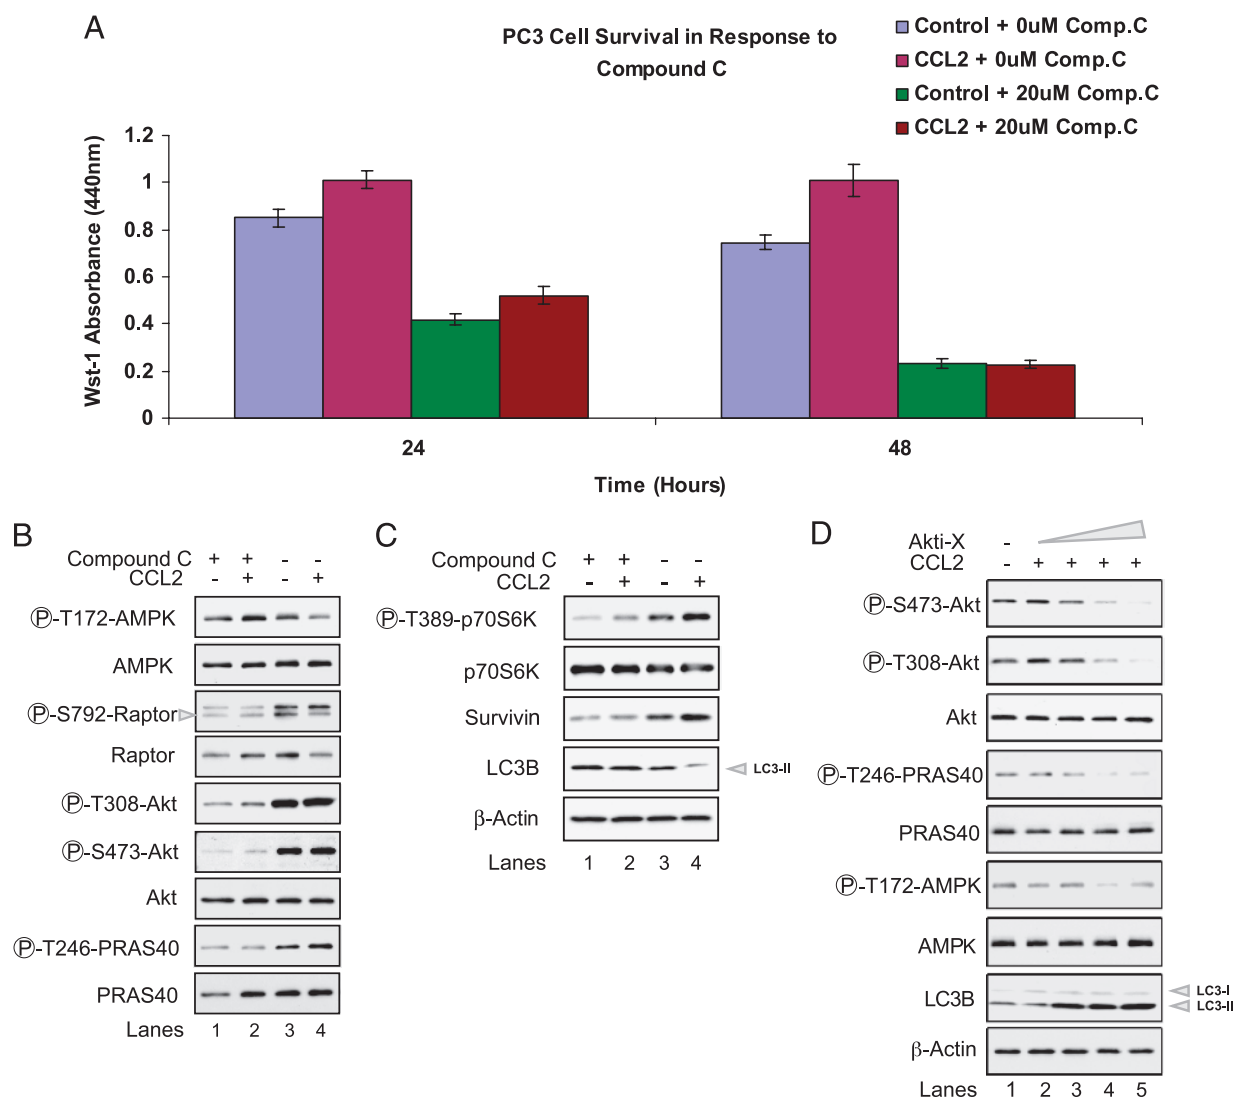 A
PC3 Cell Survival in Response to
Compound C
Control + 0uM Comp.C
CCL2 + 0uM Comp.C
Control + 20uM Comp.C
CCL2 + 20uM Comp.C
Wst-1 Absorbance (440nm)
1.2
1
0.8
0.6
0.4
0.2
0
24
48
Time (Hours)
B
Compound C + + - -
CCL2 - + - +
Ⓟ-T172-AMPK
AMPK
Ⓟ-S792-Raptor
Raptor
Ⓟ-T308-Akt
Ⓟ-S473-Akt
Akt
Ⓟ-T246-PRAS40
PRAS40
Lanes 1 2 3 4
C
Compound C + + - -
CCL2 - + - +
Ⓟ-T389-p70S6K
p70S6K
Survivin
LC3B
LC3-II
β-Actin
Lanes 1 2 3 4
D
Akti-X -
CCL2 - + + + +
Ⓟ-S473-Akt
Ⓟ-T308-Akt
Akt
Ⓟ-T246-PRAS40
PRAS40
Ⓟ-T172-AMPK
AMPK
LC3B
LC3-I
LC3-II
β-Actin
Lanes 1 2 3 4 5